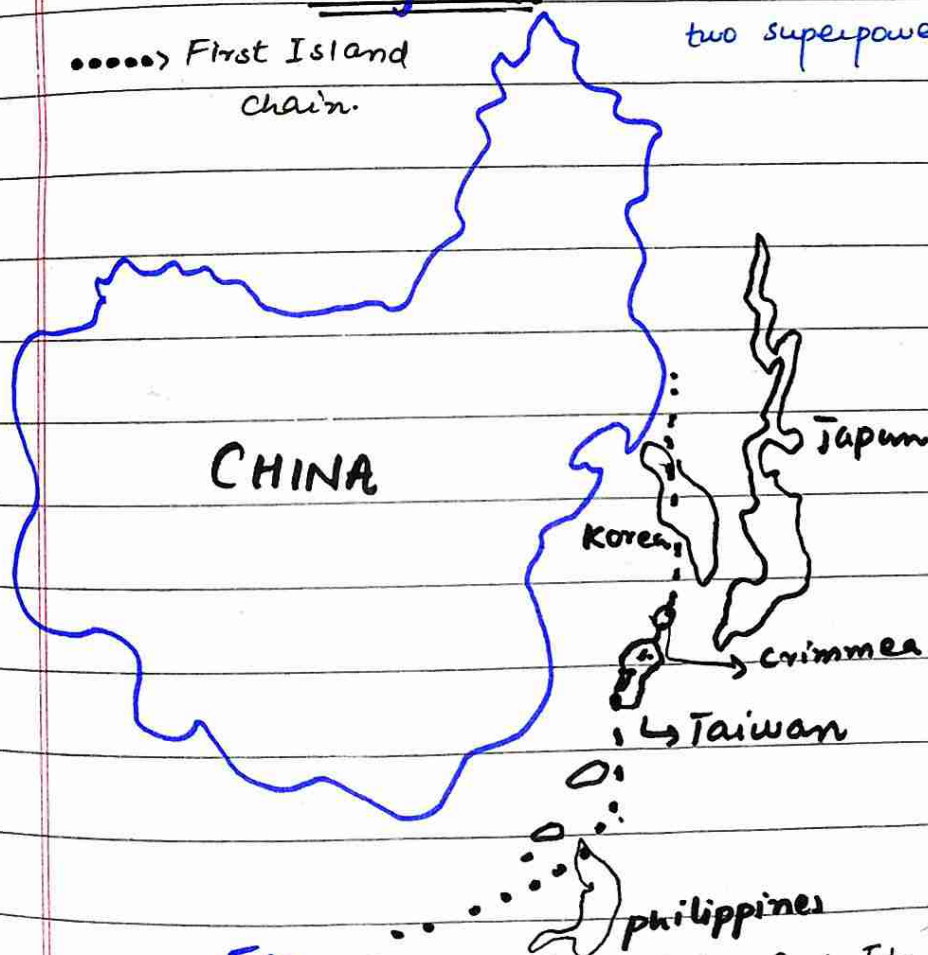 two superpowe
•••••> First Island
Chain.
CHINA
Japan
Korea
Crimmea
↳ Taiwan
philippines